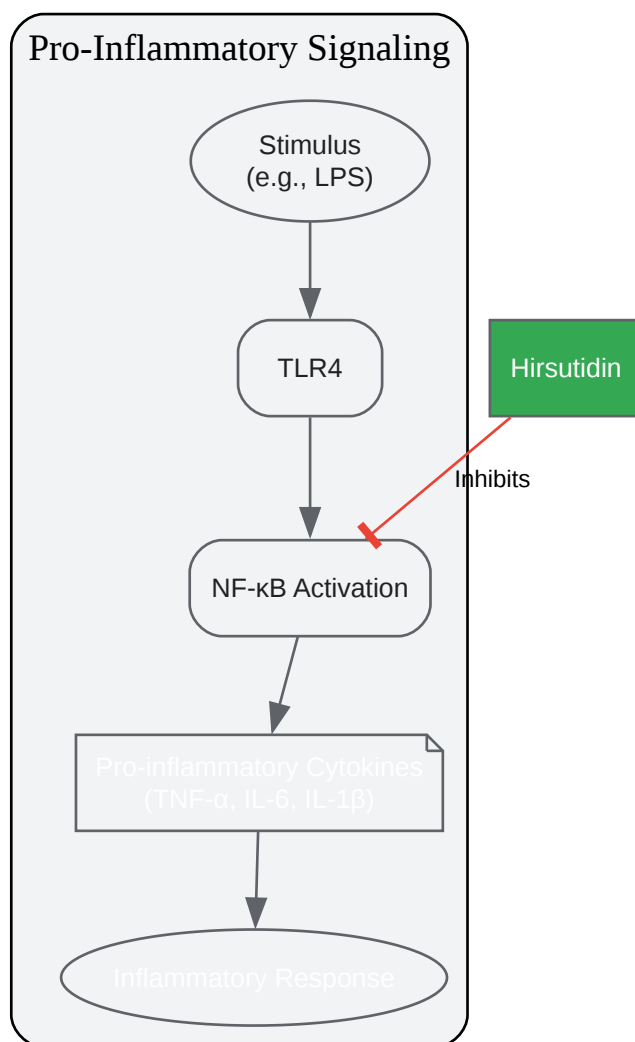 Pro-Inflammatory Signaling
Stimulus
(e.g., LPS)
TLR4
Hirsutidin
Inhibits
NF-κB Activation
Pro-inflammatory Cytokines
(TNF-α, IL-6, IL-1β)
Inflammatory Response